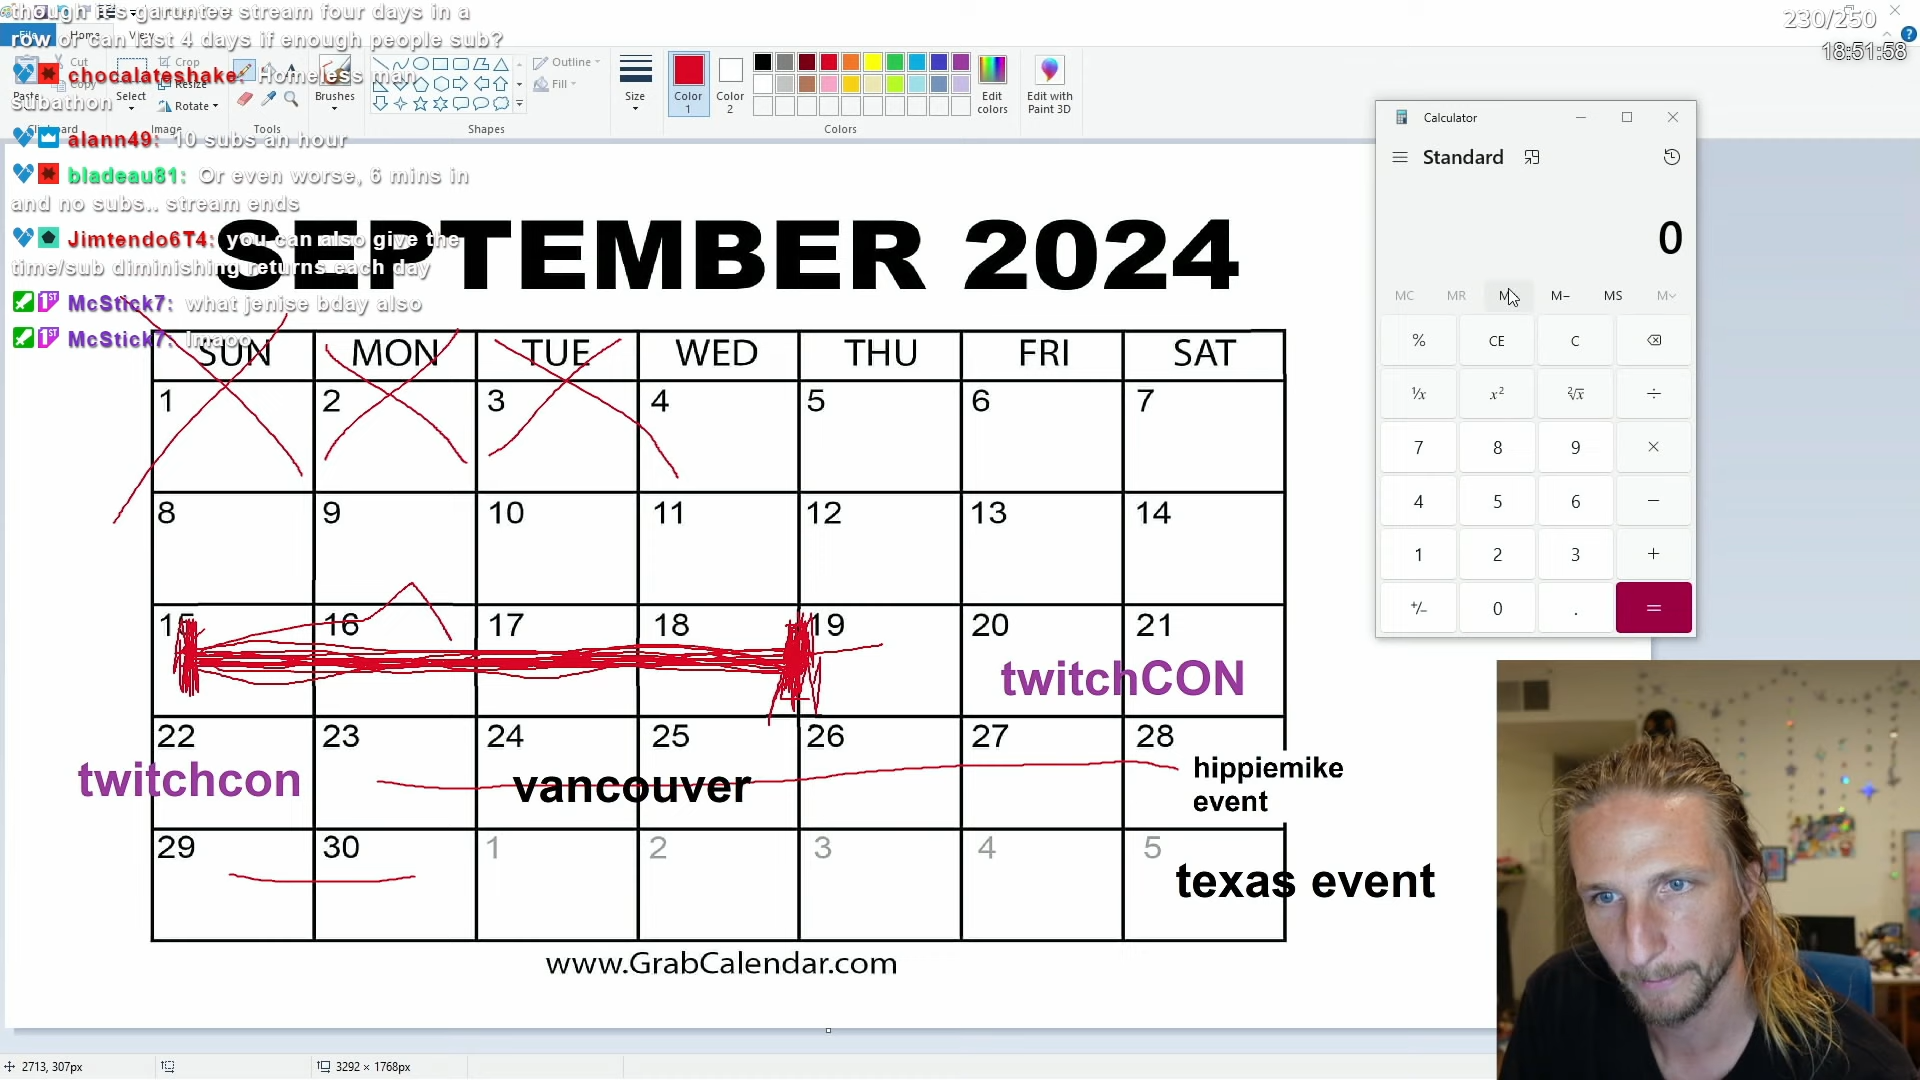 though it's garuntee stream four days in a
row or can last 4 days if enough people sub?
chocalateshake: Homeless man
subathon
alann49: 10 subs an hour
bladeau81: Or even worse, 6 mins in
and no subs.. stream ends
Jimtendo6T4: you can also give the
time/sub diminishing returns each day
McStick7: what jenise bday also
McStick7: lmaoo
File Home View
Paste Cut Copy
Clipboard
Select Crop Resize Rotate
Image
Tools
Brushes
Outline
Fill
Shapes
Size
Color 1
Color 2
Edit colors
Colors
Edit with Paint 3D
230/250
18:51:58
SEPTEMBER 2024
SUN MON TUE WED THU FRI SAT
1 2 3 4 5 6 7
8 9 10 11 12 13 14
15 16 17 18 19 20 21
twitchCON
22 23 24 25 26 27 28
twitchcon vancouver hippiemike
event
29 30 1 2 3 4 5
texas event
www.GrabCalendar.com
Calculator
Standard
0
MC MR M− MS M
% CE C
¹/x x² ²√x ÷
7 8 9 ×
4 5 6 −
1 2 3 +
+/− 0 . =
2713, 307px
3292 × 1768px